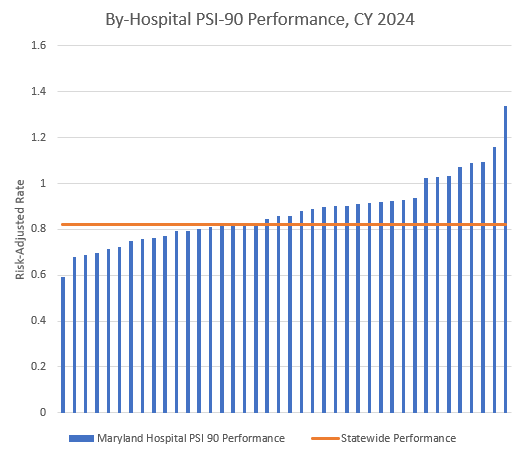 By-Hospital PSI-90 Performance, CY 2024
1.6
1.4
1.2
1
0.8
0.6
0.4
0.2
0
Risk-Adjusted Rate
Maryland Hospital PSI 90 Performance
Statewide Performance